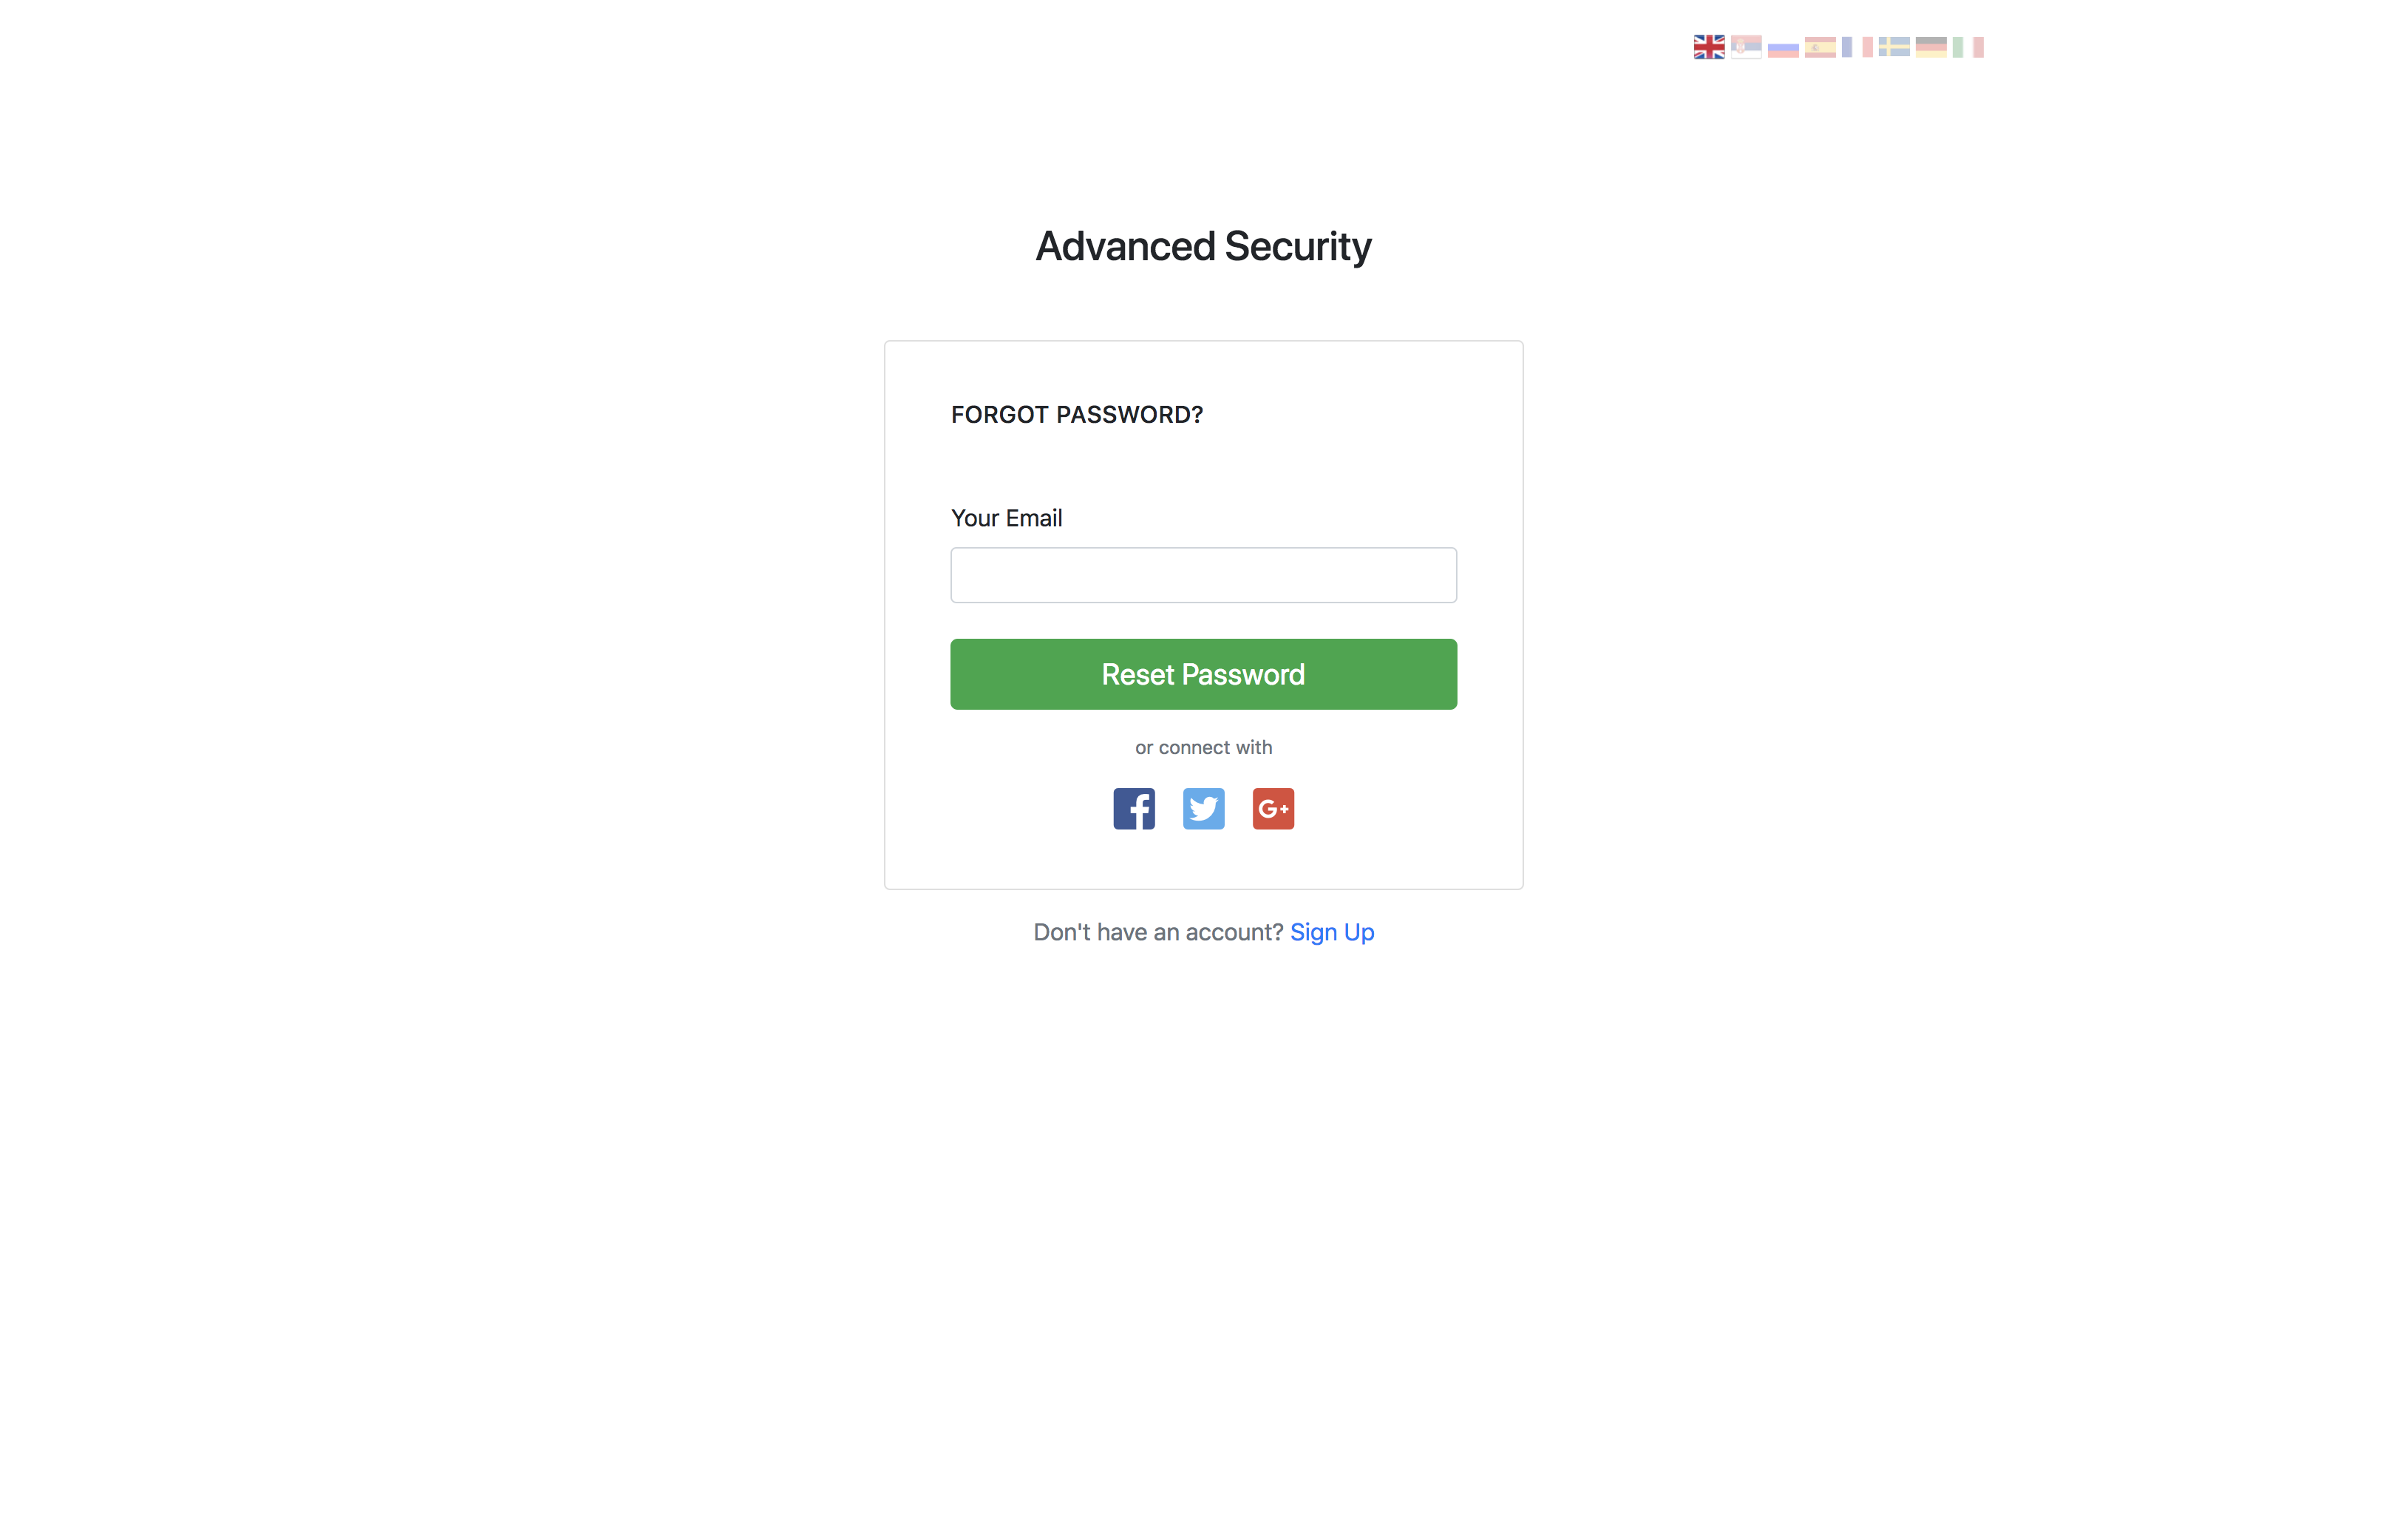 Advanced Security
FORGOT PASSWORD?
Your Email
Reset Password
or connect with
G+
Don't have an account? Sign Up